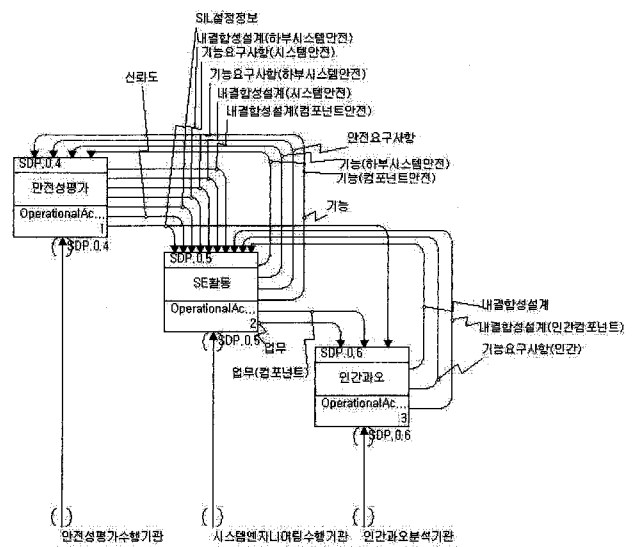 SIL설정정보
내결함성설계(하부시스템안전)
기능요구사항(시스템안전)
기능요구사항(하부시스템안전)
신뢰도
내결함성설계(시스템안전)
내결함성설계(컴포넌트안전)
안전요구사항
기능(하부시스템안전)
기능(컴포넌트안전)
기능
SDP.0.4
안전성평가
OperationalAc...
1
SDP.0.4
SDP.0.5
SE활동
OperationalAc...
2
SDP.0.5
업무
업무(컴포넌트)
내결함성설계
내결함성설계(인간컴포넌트)
기능요구사항(인간)
SDP.0.6
인간과오
OperationalAc...
3
SDP.0.6
안전성평가수행기관
시스템엔지니어링수행기관
인간과오분석기관